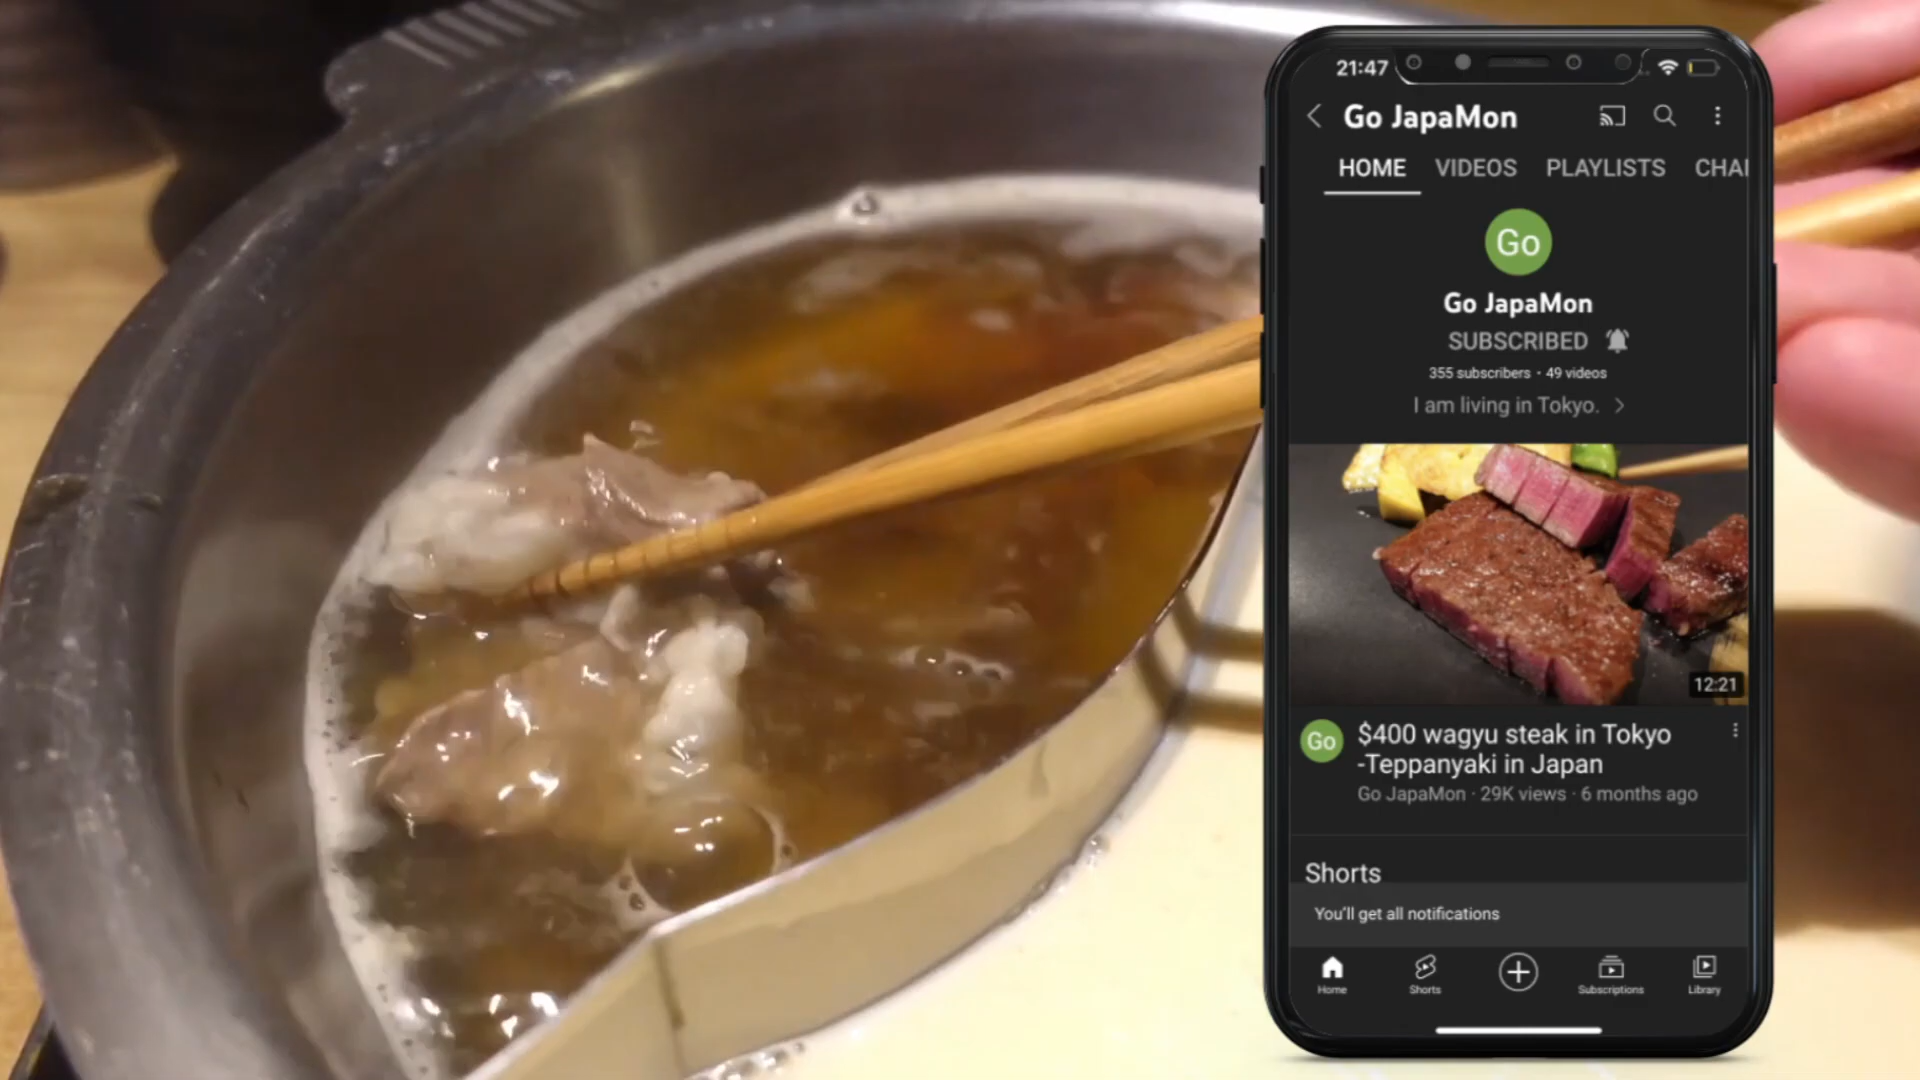 21:47
Go JapaMon
HOME VIDEOS PLAYLISTS CHA
Go
Go JapaMon
SUBSCRIBED
355 subscribers • 49 videos
I am living in Tokyo.
12:21
Go
$400 wagyu steak in Tokyo
-Teppanyaki in Japan
Go JapaMon · 29K views · 6 months ago
Shorts
You'll get all notifications
Home Shorts Subscriptions Library